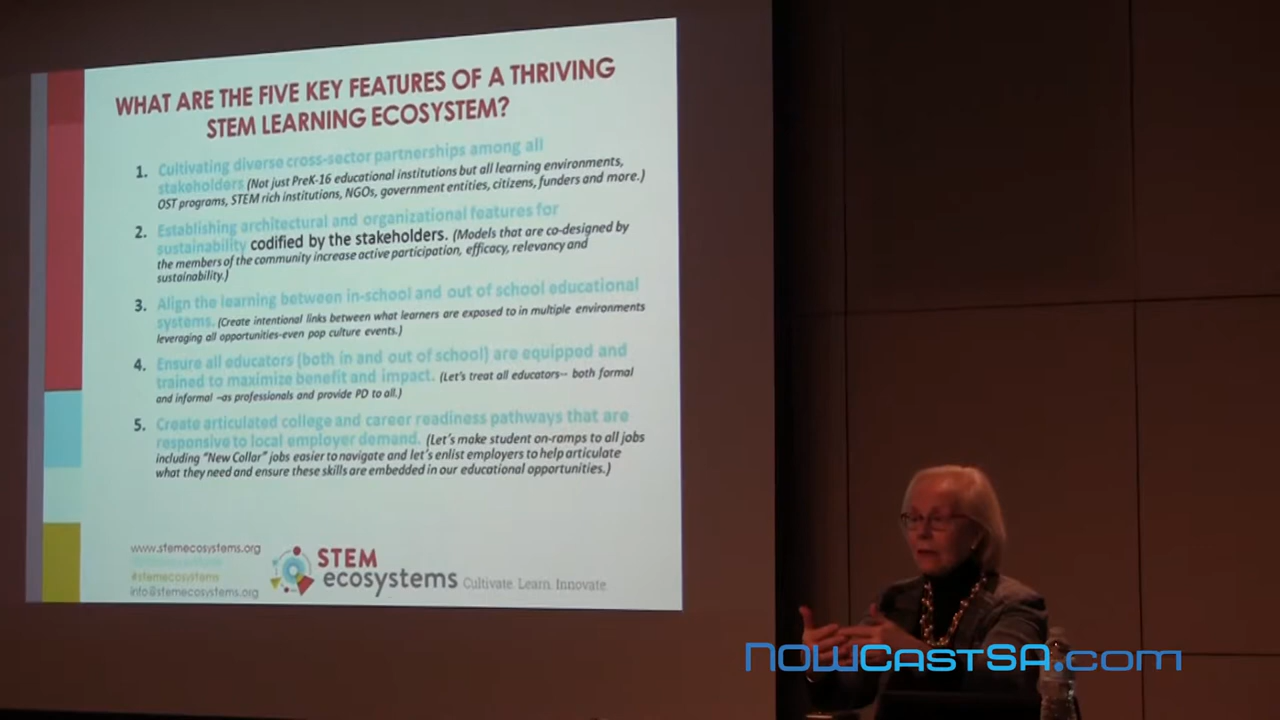 WHAT ARE THE FIVE KEY FEATURES OF A THRIVING
STEM LEARNING ECOSYSTEM?
1. Cultivating diverse cross-sector partnerships among all
stakeholders (Not just PreK-16 educational institutions but all learning environments,
OST programs, STEM rich institutions, NGOs, government entities, citizens, funders and more.)
2. Establishing architectural and organizational features for
sustainability codified by the stakeholders. (Models that are co-designed by
the members of the community increase active participation, efficacy, relevancy and
sustainability.)
3. Align the learning between in-school and out of school educational
systems. (Create intentional links between what learners are exposed to in multiple environments
leveraging all opportunities-even pop culture events.)
4. Ensure all educators (both in and out of school) are equipped and
trained to maximize benefit and impact. (Let's treat all educators-- both formal
and informal –as professionals and provide PD to all.)
5. Create articulated college and career readiness pathways that are
responsive to local employer demand. (Let's make student on-ramps to all jobs
including "New Collar" jobs easier to navigate and let's enlist employers to help articulate
what they need and ensure these skills are embedded in our educational opportunities.)
www.stemecosystems.org
#stemecosystems
info@stemecosystems.org
STEM
ecosystems Cultivate. Learn. Innovate.
NOWCASTSA.com